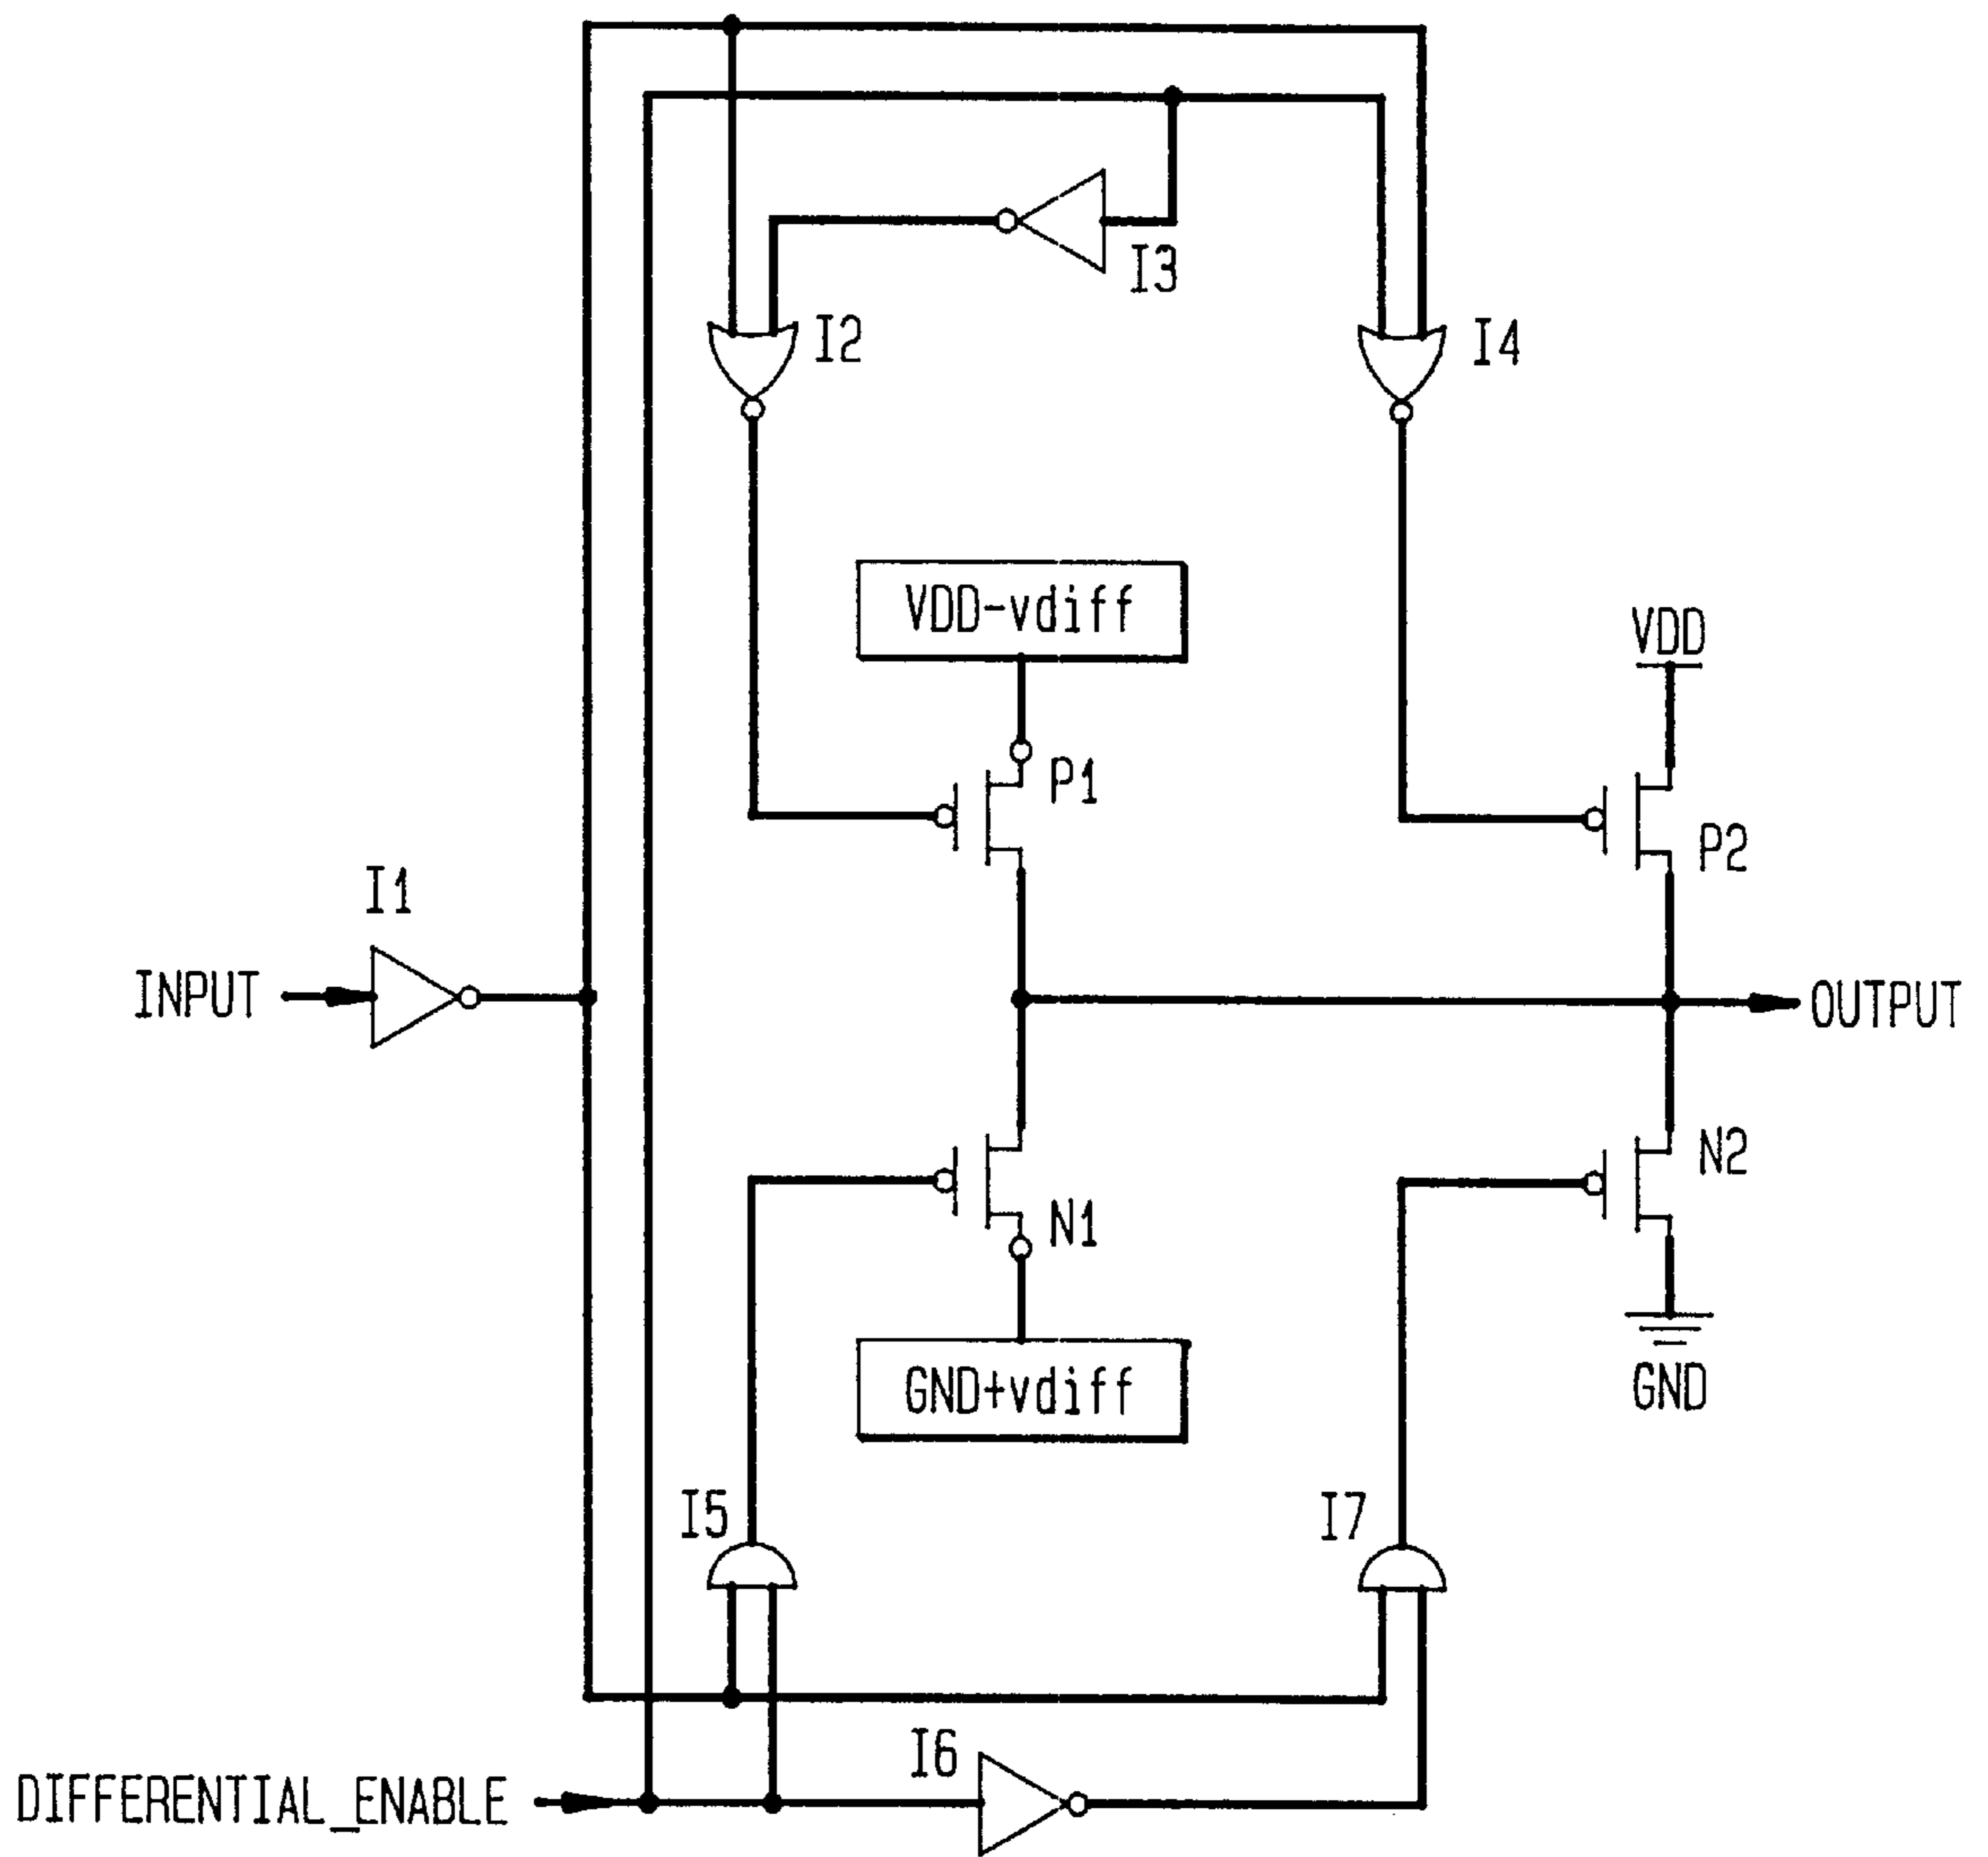 I3
I2
I4
VDD-vdiff
VDD
P1
P2
I1
INPUT
OUTPUT
N2
N1
GND+vdiff
GND
I5
I7
I6
DIFFERENTIAL_ENABLE